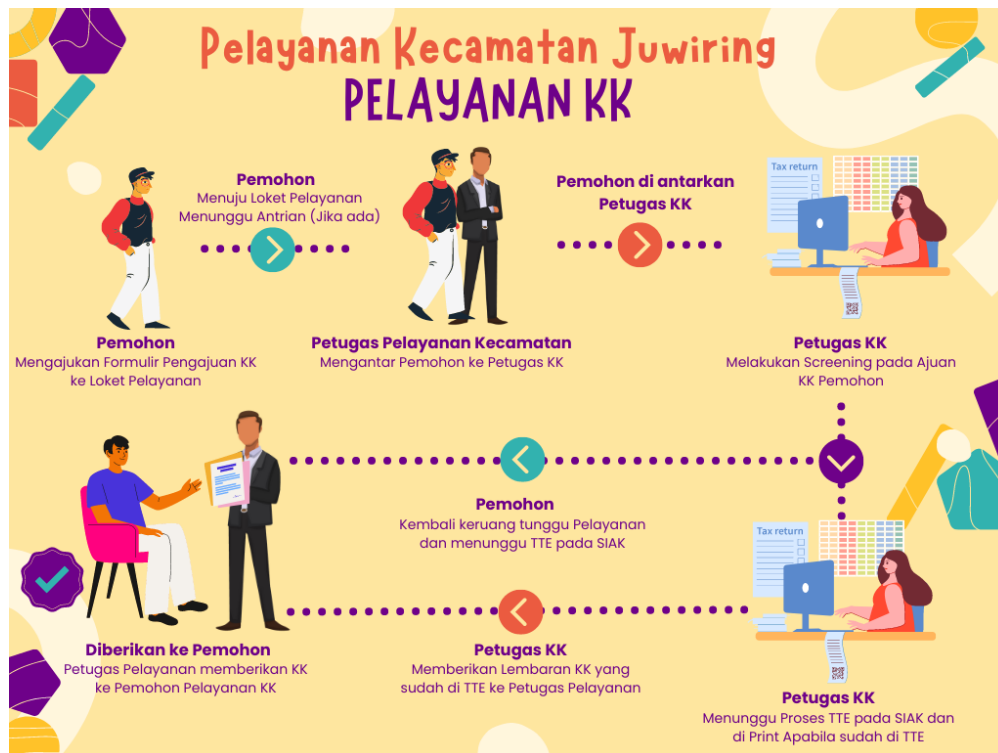 Pelayanan Kecamatan Juwiring
PELAYANAN KK
Pemohon
Menuju Loket Pelayanan
Menunggu Antrian (Jika ada)
Pemohon di antarkan
Petugas KK
Tax return
Pemohon
Mengajukan Formulir Pengajuan KK
ke Loket Pelayanan
Petugas Pelayanan Kecamatan
Mengantar Pemohon ke Petugas KK
Petugas KK
Melakukan Screening pada Ajuan
KK Pemohon
Pemohon
Kembali keruang tunggu Pelayanan
dan menunggu TTE pada SIAK
Tax return
Diberikan ke Pemohon
Petugas Pelayanan memberikan KK
ke Pemohon Pelayanan KK
Petugas KK
Memberikan Lembaran KK yang
sudah di TTE ke Petugas Pelayanan
Petugas KK
Menunggu Proses TTE pada SIAK dan
di Print Apabila sudah di TTE